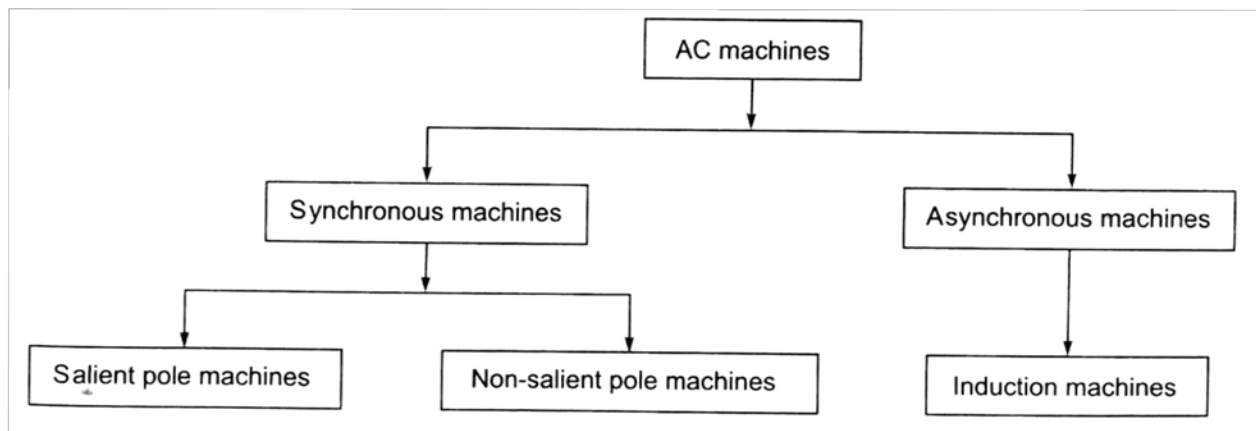 AC machines
Synchronous machines
Asynchronous machines
Salient pole machines
Non-salient pole machines
Induction machines